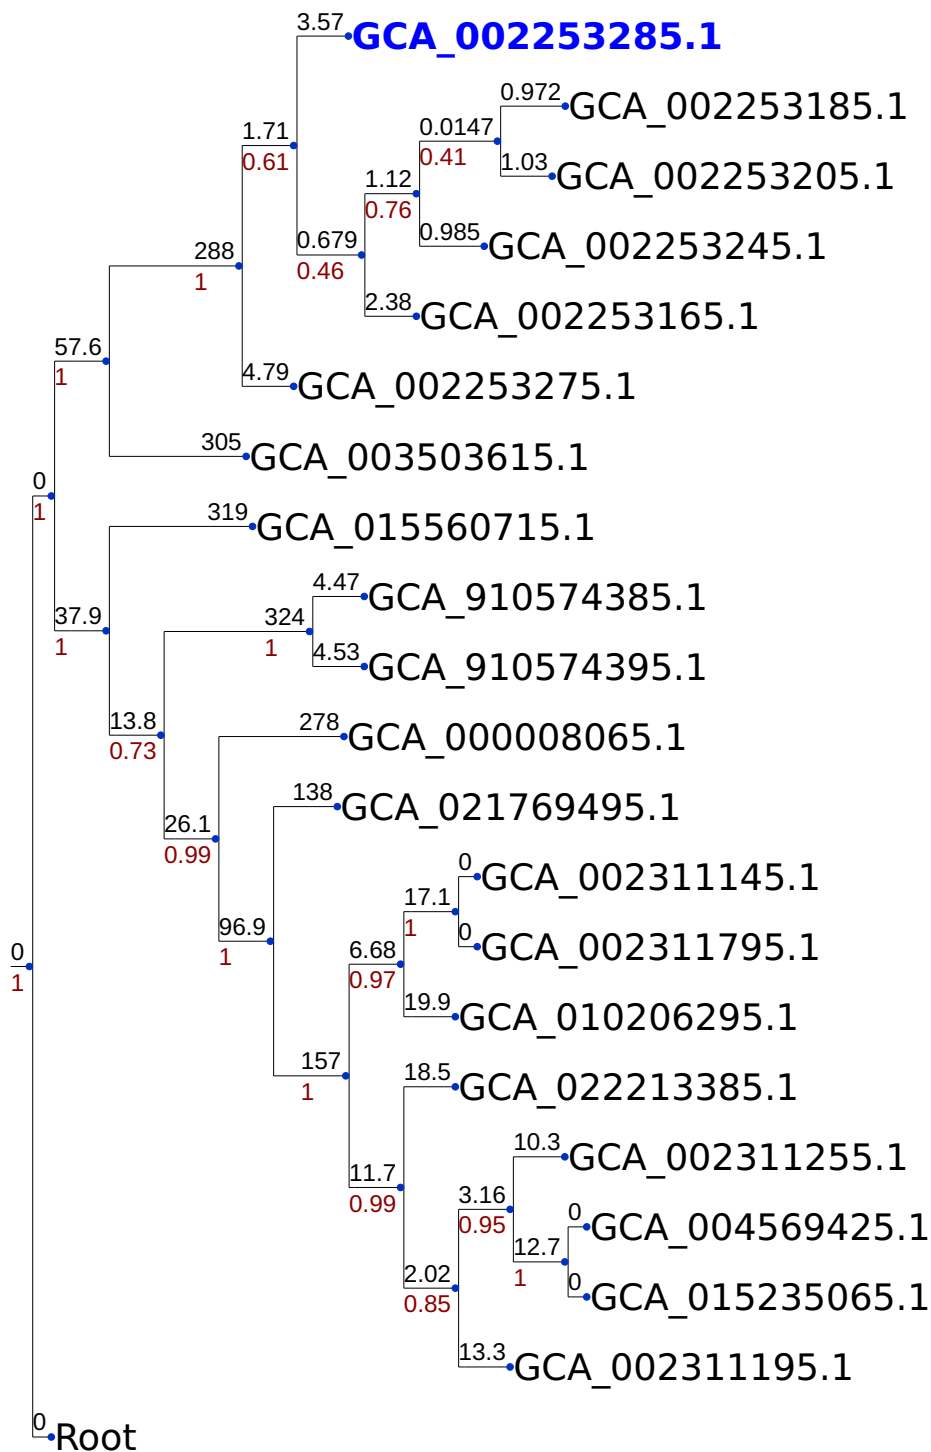 3.57
GCA_002253285.1
0.972
GCA_002253185.1
0.0147
1.71
0.61
0.41
1.03
GCA_002253205.1
1.12
0.76
0.985
GCA_002253245.1
0.679
0.46
288
1
2.38
GCA_002253165.1
57.6
1
4.79
GCA_002253275.1
305
GCA_003503615.1
0
1
319
GCA_015560715.1
4.47
GCA_910574385.1
37.9
1
324
1
4.53
GCA_910574395.1
13.8
0.73
278
GCA_000008065.1
138
GCA_021769495.1
26.1
0.99
0
GCA_002311145.1
17.1
1
96.9
1
0
GCA_002311795.1
6.68
0.97
0
1
19.9
GCA_010206295.1
157
1
18.5
GCA_022213385.1
10.3
GCA_002311255.1
11.7
0.99
3.16
0.95
0
GCA_004569425.1
12.7
1
2.02
0.85
0
GCA_015235065.1
13.3
GCA_002311195.1
0
Root